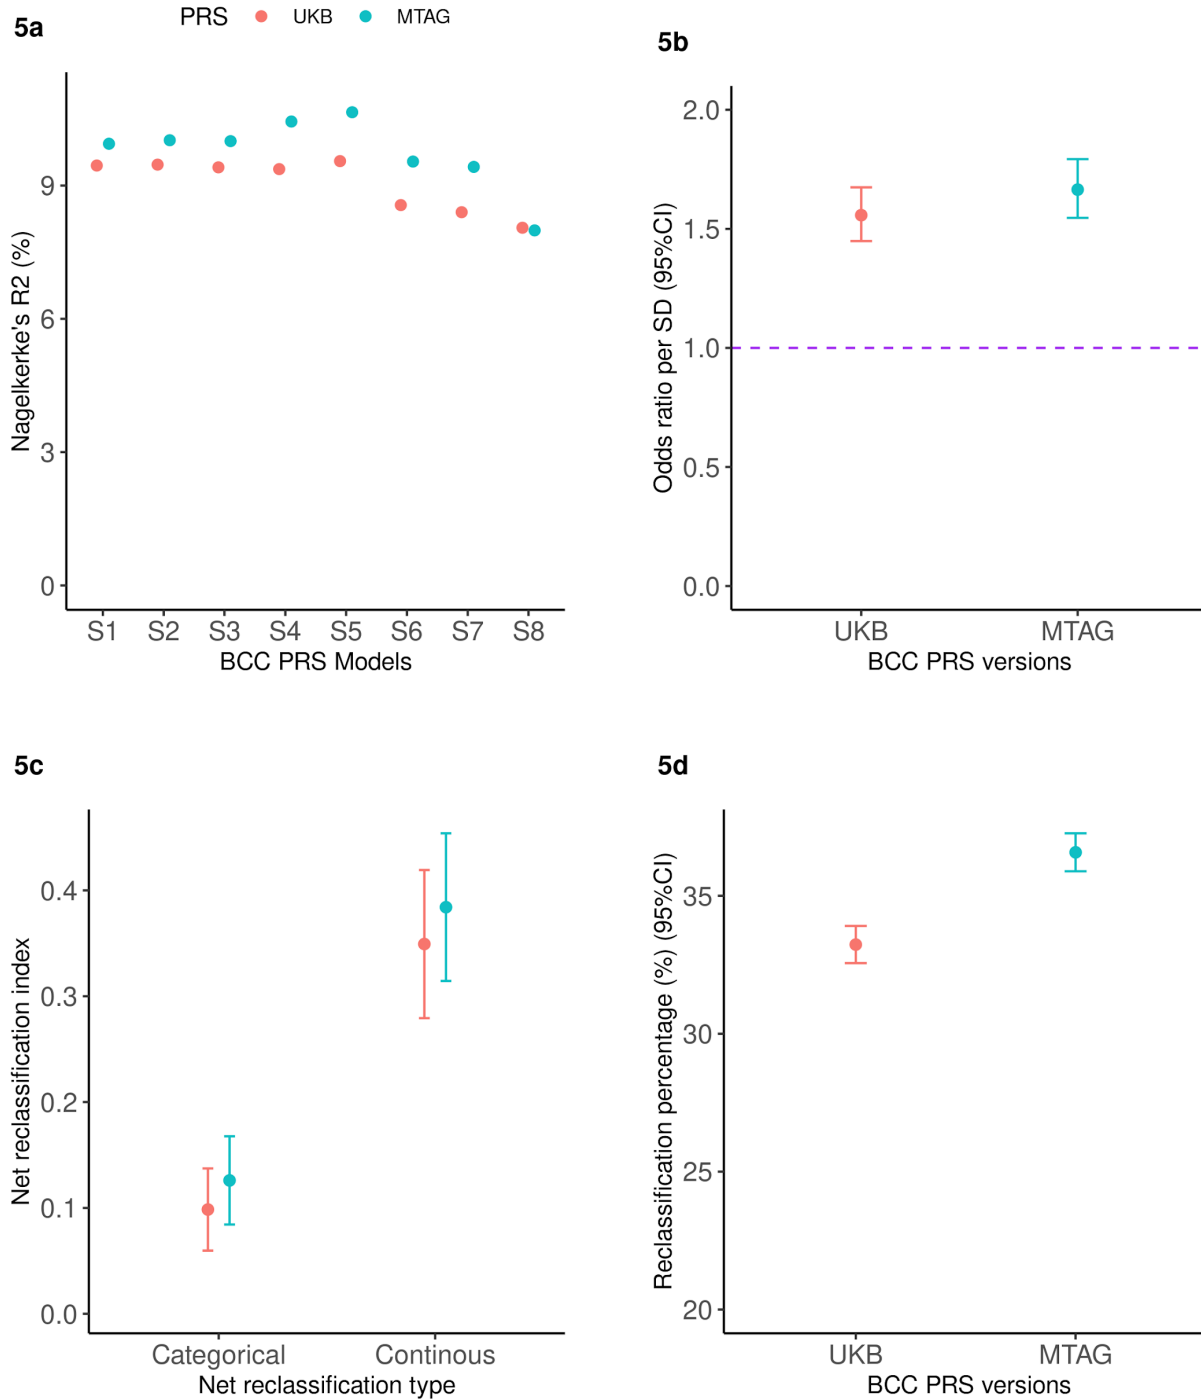 5a
PRS UKB MTAG
Nagelkerke's R2 (%)
9
6
3
0
S1 S2 S3 S4 S5 S6 S7 S8
BCC PRS Models
5b
Odds ratio per SD (95%CI)
2.0
1.5
1.0
0.5
0.0
UKB MTAG
BCC PRS versions
5c
Net reclassification index
0.4
0.3
0.2
0.1
0.0
Categorical Continous
Net reclassification type
5d
Reclassification percentage (%) (95%CI)
35
30
25
20
UKB MTAG
BCC PRS versions